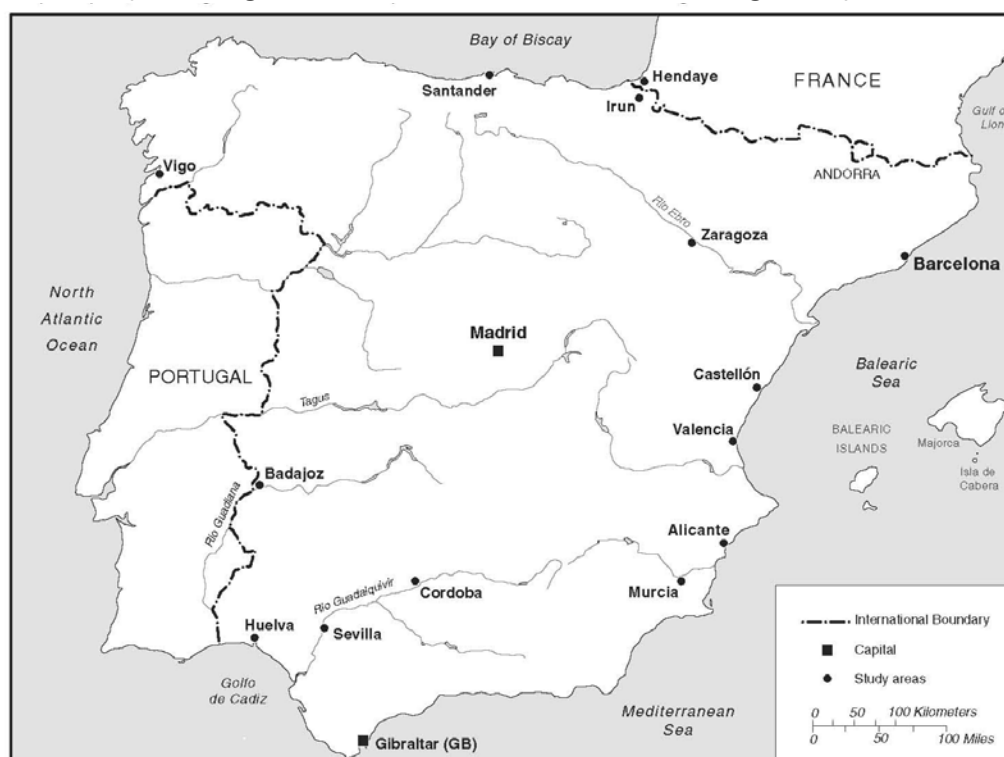 Bay of Biscay
Santander
Hendaye
Irun
FRANCE
Gulf of
Lion
ANDORRA
Vigo
Rio Ebro
Zaragoza
Barcelona
North
Atlantic
Ocean
Madrid
PORTUGAL
Tagus
Castellón
Balearic
Sea
Valencia
BALEARIC
ISLANDS
Majorca
Isla de
Cabera
Badajoz
Rio Guadiana
Alicante
Rio Guadalquivir
Cordoba
Murcia
Huelva
Sevilla
Golfo
de Cadiz
Mediterranean
Sea
Gibraltar (GB)
International Boundary
Capital
Study areas
0 50 100 Kilometers
0 50 100 Miles